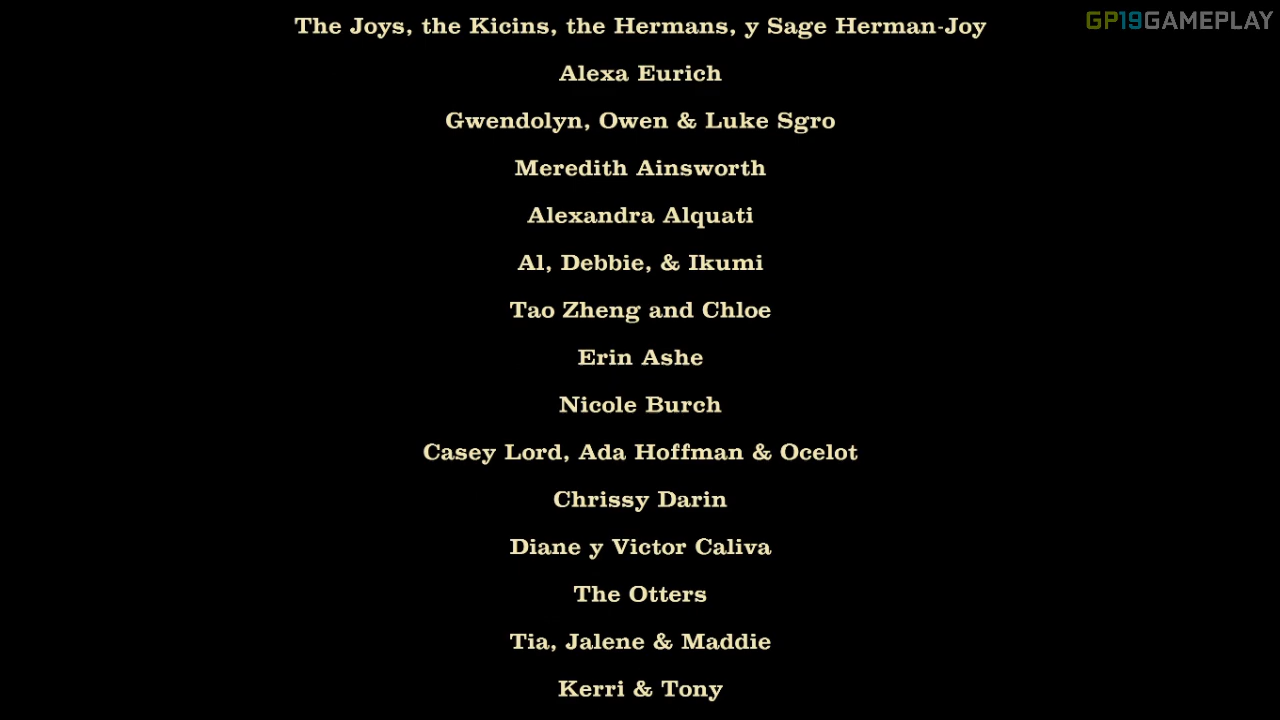 The Joys, the Kicins, the Hermans, y Sage Herman-Joy
GP19GAMEPLAY
Alexa Eurich
Gwendolyn, Owen & Luke Sgro
Meredith Ainsworth
Alexandra Alquati
Al, Debbie, & Ikumi
Tao Zheng and Chloe
Erin Ashe
Nicole Burch
Casey Lord, Ada Hoffman & Ocelot
Chrissy Darin
Diane y Victor Caliva
The Otters
Tia, Jalene & Maddie
Kerri & Tony